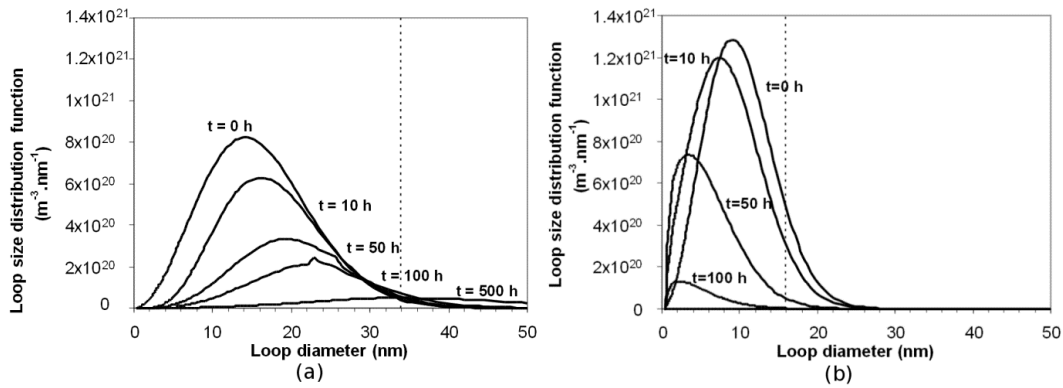 Loop size distribution function
(m⁻³.nm⁻¹)
1.4x10²¹
1.2x10²¹
1x10²¹
8x10²⁰
6x10²⁰
4x10²⁰
2x10²⁰
0
t = 0 h
t = 10 h
t = 50 h
t = 100 h
t = 500 h
0 10 20 30 40 50
Loop diameter (nm)
(a)
Loop size distribution function
(m⁻³.nm⁻¹)
1.4x10²¹
1.2x10²¹
1x10²¹
8x10²⁰
6x10²⁰
4x10²⁰
2x10²⁰
0
t=10 h
t=0 h
t=50 h
t=100 h
0 10 20 30 40 50
Loop diameter (nm)
(b)